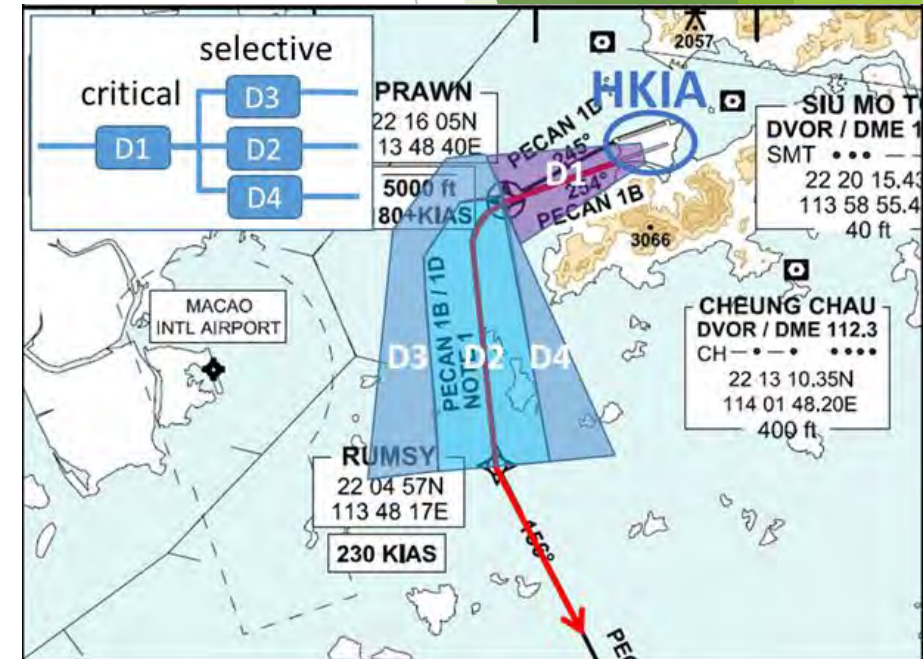 selective
critical
D3
D1
D2
D4
2057
HKIA
PRAWN
22 16 05N
13 48 40E
5000 ft
180+KIAS
PECAN 1D
245°
D1
254°
PECAN 1B
SIU MO T
DVOR / DME 1
SMT
22 20 15.43
113 58 55.4
40 ft
3066
MACAO
INTL AIRPORT
CHEUNG CHAU
DVOR / DME 112.3
CH
22 13 10.35N
114 01 48.20E
400 ft
D3
PECAN 1B / 1D
NOTE 1
D2
D4
RUMSY
22 04 57N
113 48 17E
230 KIAS
156°
PEC